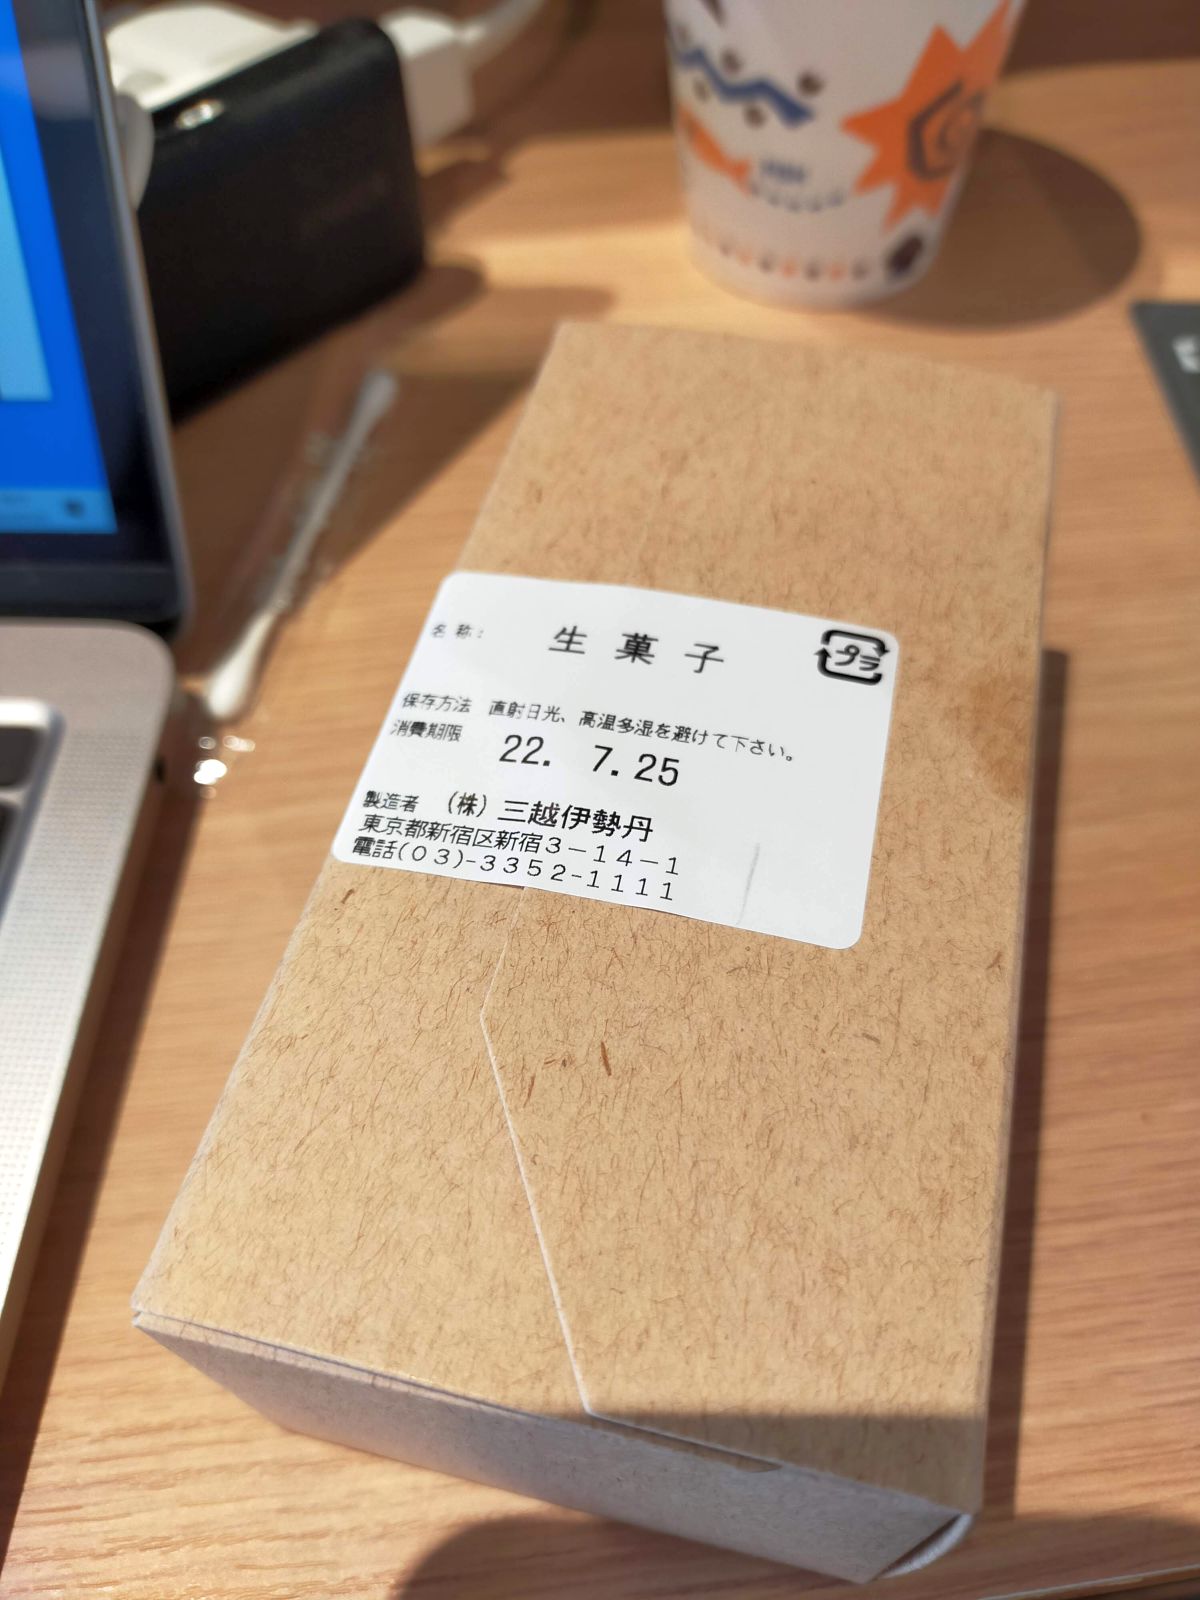 名称: 生菓子
プラ
保存方法 直射日光、高温多湿を避けて下さい。
消費期限 22. 7.25
製造者 (株)三越伊勢丹
東京都新宿区新宿3−14−1
電話(03)-3352-1111